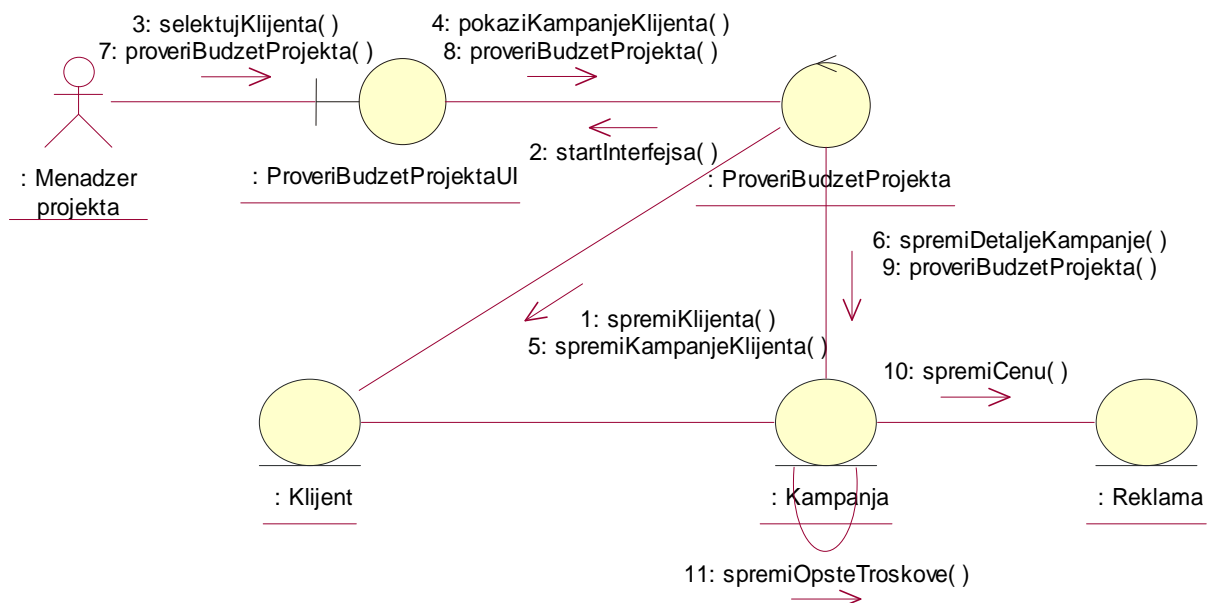 3: selektujKlijenta( )
7: proveriBudzetProjekta( )
4: pokaziKampanjeKlijenta( )
8: proveriBudzetProjekta( )
2: startInterfejsa( )
: Menadzer
projekta
: ProveriBudzetProjektaUI
: ProveriBudzetProjekta
6: spremiDetaljeKampanje( )
9: proveriBudzetProjekta( )
1: spremiKlijenta( )
5: spremiKampanjeKlijenta( )
10: spremiCenu( )
: Klijent
: Kampanja
: Reklama
11: spremiOpsteTroskove( )